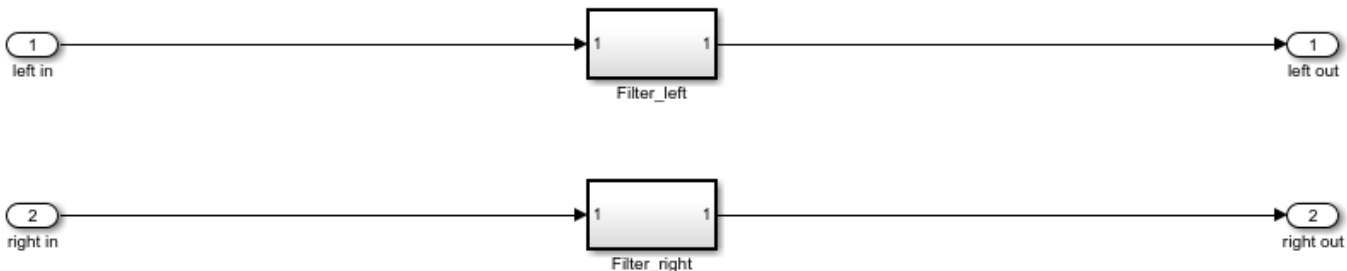 1
left in
1
1
Filter_left
1
left out
2
right in
1
1
Filter_right
2
right out